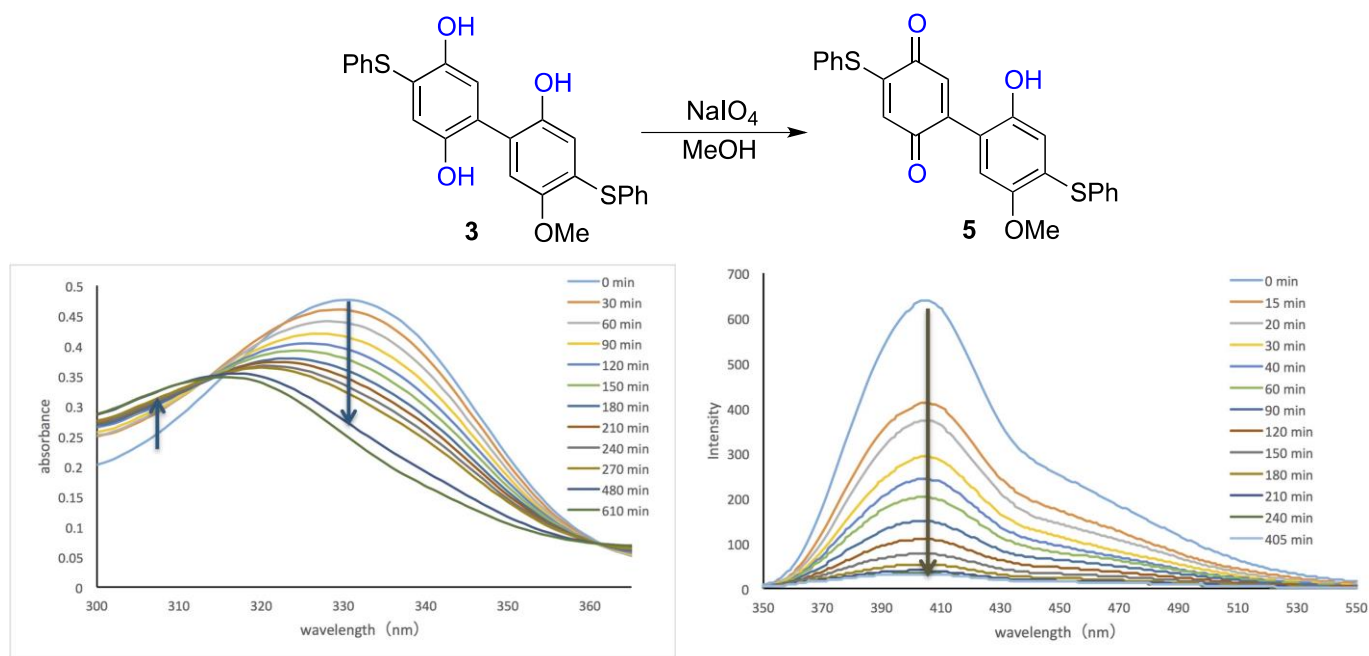 OH
PhS
OH
OH
SPh
OMe
3
NaIO4
MeOH
O
PhS
OH
O
SPh
OMe
5
0.5
0.45
0.4
0.35
0.3
0.25
0.2
0.15
0.1
0.05
0
absorbance
300
310
320
330
340
350
360
wavelength（nm）
0 min
30 min
60 min
90 min
120 min
150 min
180 min
210 min
240 min
270 min
480 min
610 min
700
600
500
400
300
200
100
0
Intensity
350
370
390
410
430
450
470
490
510
530
550
wavelength（nm）
0 min
15 min
20 min
30 min
40 min
60 min
90 min
120 min
150 min
180 min
210 min
240 min
405 min